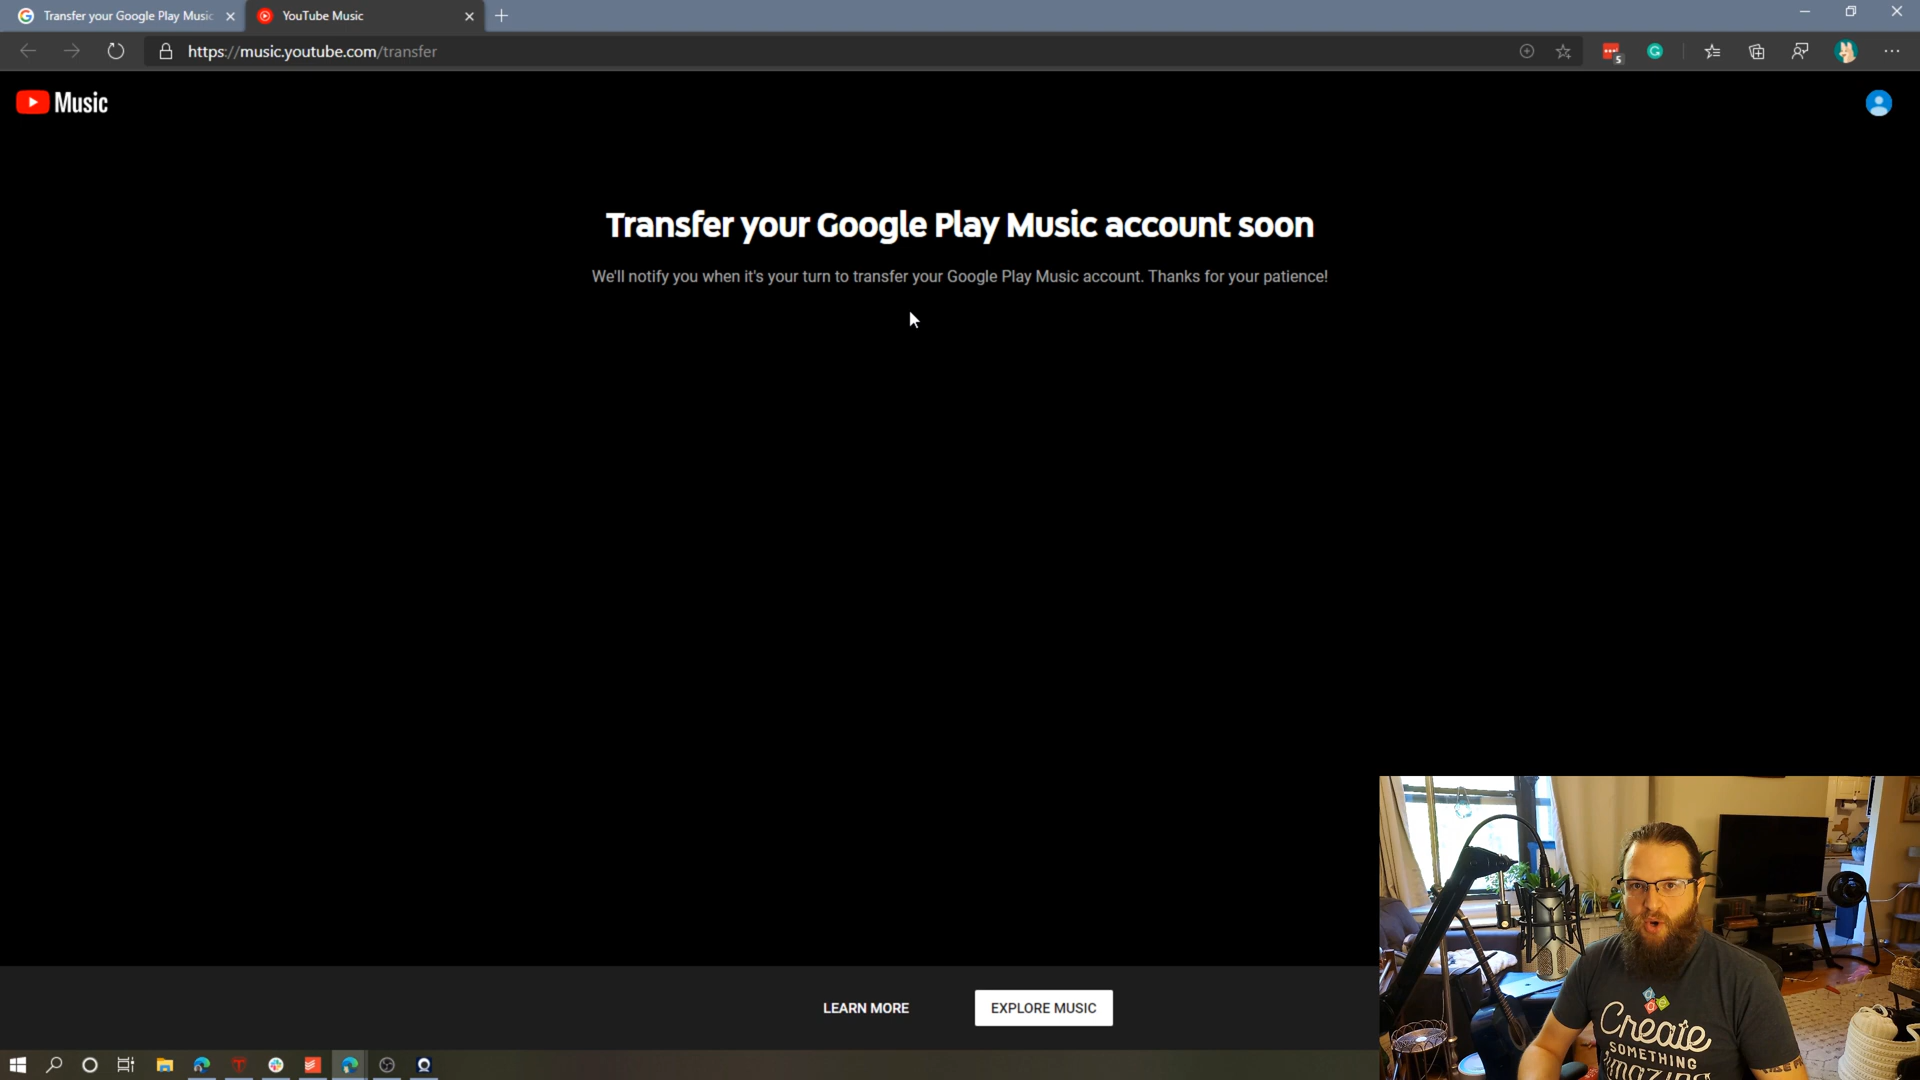 Transfer your Google Play Music
YouTube Music
https://music.youtube.com/transfer
5
Music
Transfer your Google Play Music account soon
We'll notify you when it's your turn to transfer your Google Play Music account. Thanks for your patience!
LEARN MORE
EXPLORE MUSIC
Create
SOMETHING
amazing